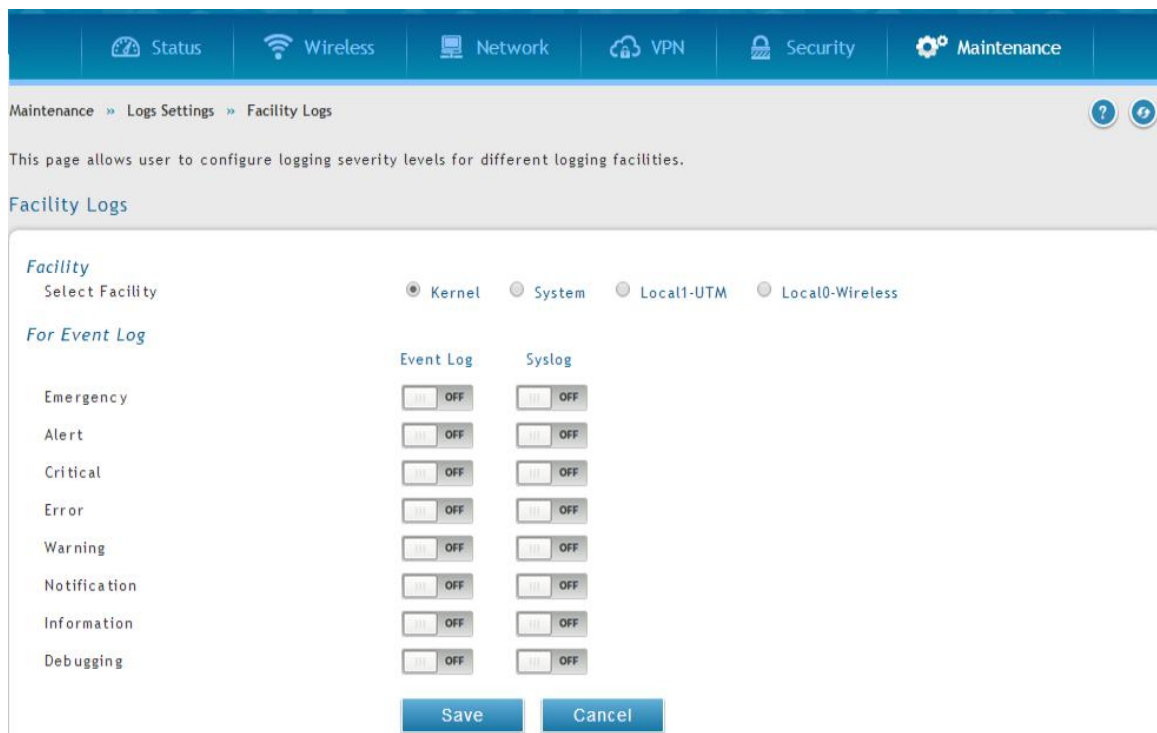 Status Wireless Network VPN Security Maintenance
Maintenance » Logs Settings » Facility Logs ?
This page allows user to configure logging severity levels for different logging facilities.
Facility Logs
Facility
Select Facility Kernel System Local1-UTM Local0-Wireless
For Event Log
Event Log Syslog
Emergency OFF OFF
Alert OFF OFF
Critical OFF OFF
Error OFF OFF
Warning OFF OFF
Notification OFF OFF
Information OFF OFF
Debugging OFF OFF
Save Cancel